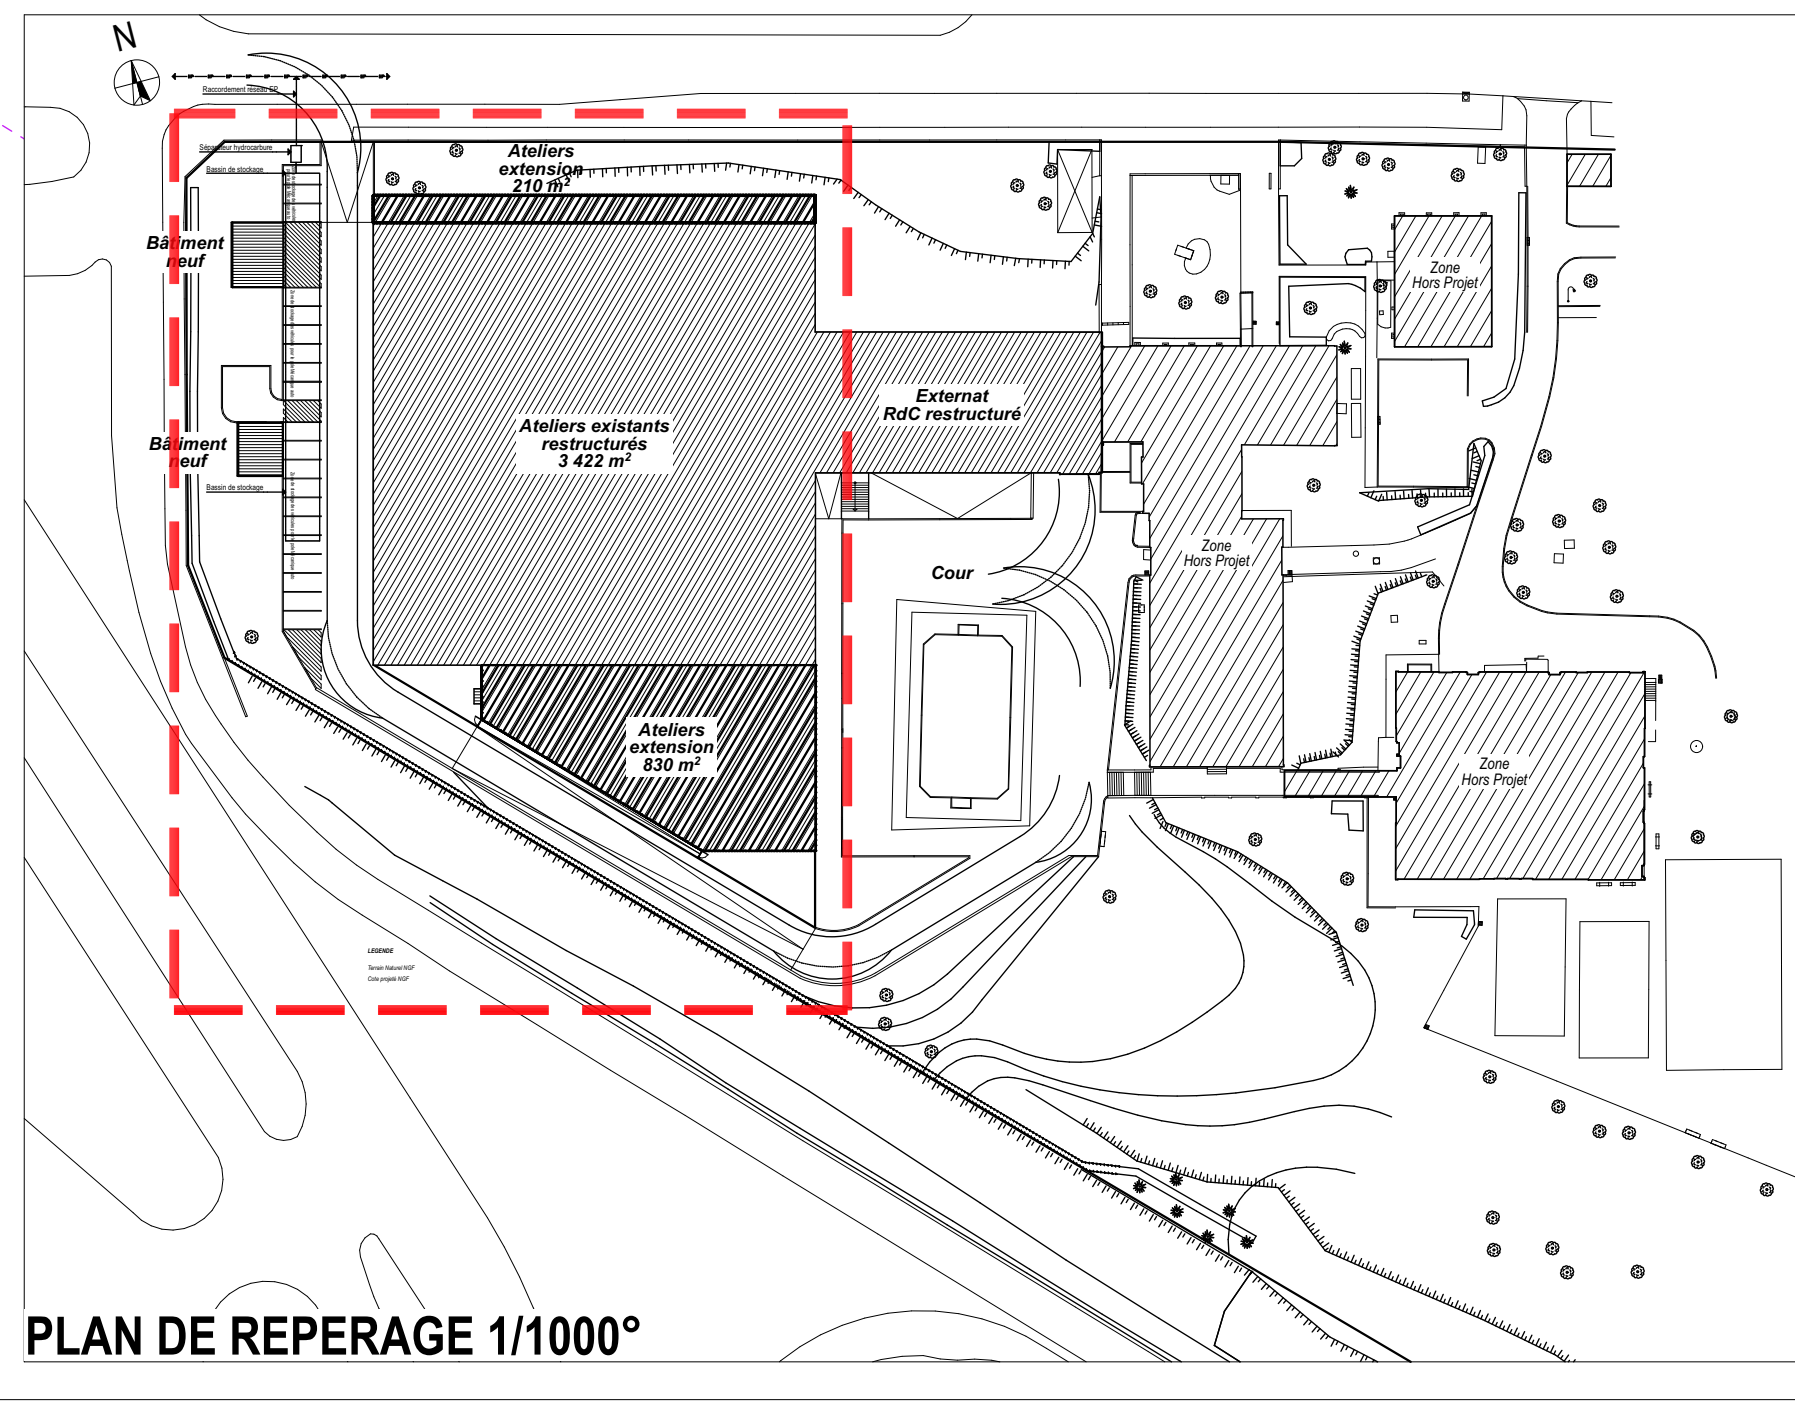 N
Raccordement réseau EP
Séparateur hydrocarbure
Bassin de stockage
Ateliers
extension
210 m²
Bâtiment
neuf
Zone
Hors Projet
Externat
RdC restructuré
Ateliers existants
restructurés
3 422 m²
Bâtiment
neuf
Bassin de stockage
Zone
Hors Projet
Cour
Ateliers
extension
830 m²
Zone
Hors Projet
LEGENDE
Terrain Naturel NGF
Cote projeté NGF
PLAN DE REPERAGE 1/1000°